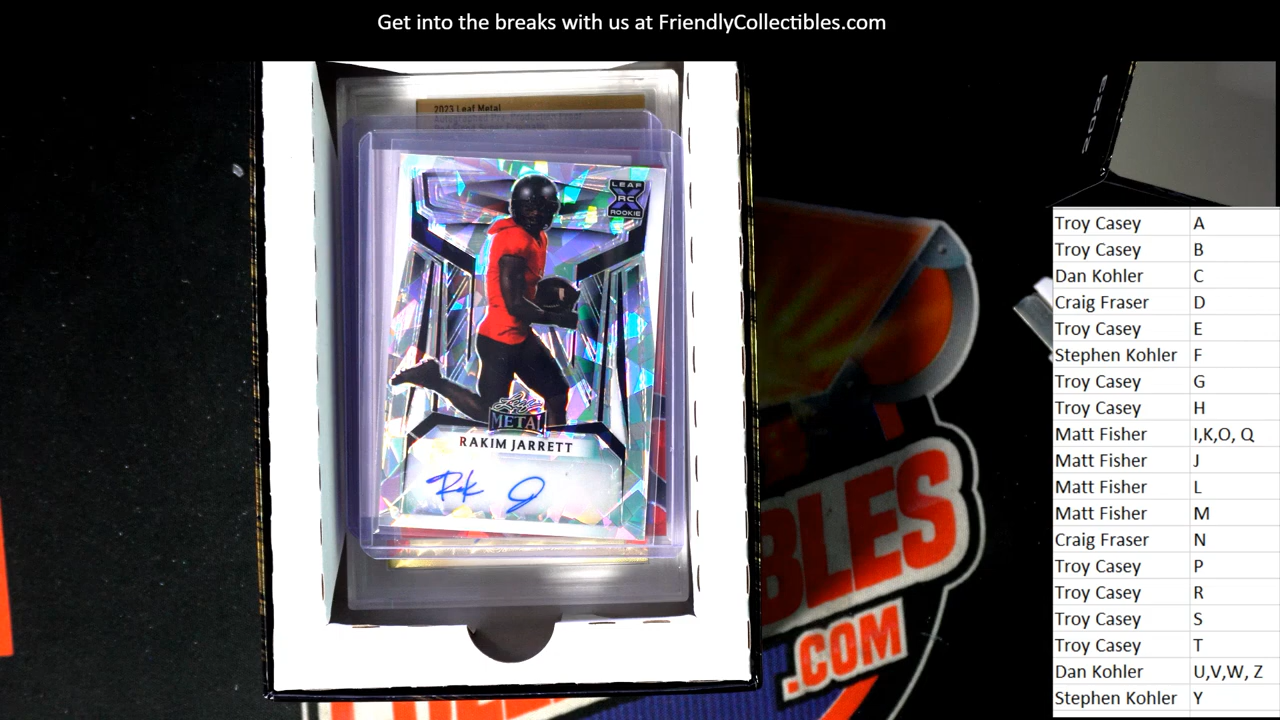 Get into the breaks with us at FriendlyCollectibles.com
2023 Leaf Metal
LEAF
RC
ROOKIE
Leaf
METAL
RAKIM JARRETT
BLES
.COM
Troy Casey A
Troy Casey B
Dan Kohler C
Craig Fraser D
Troy Casey E
Stephen Kohler F
Troy Casey G
Troy Casey H
Matt Fisher I,K,O, Q
Matt Fisher J
Matt Fisher L
Matt Fisher M
Craig Fraser N
Troy Casey P
Troy Casey R
Troy Casey S
Troy Casey T
Dan Kohler U,V,W, Z
Stephen Kohler Y